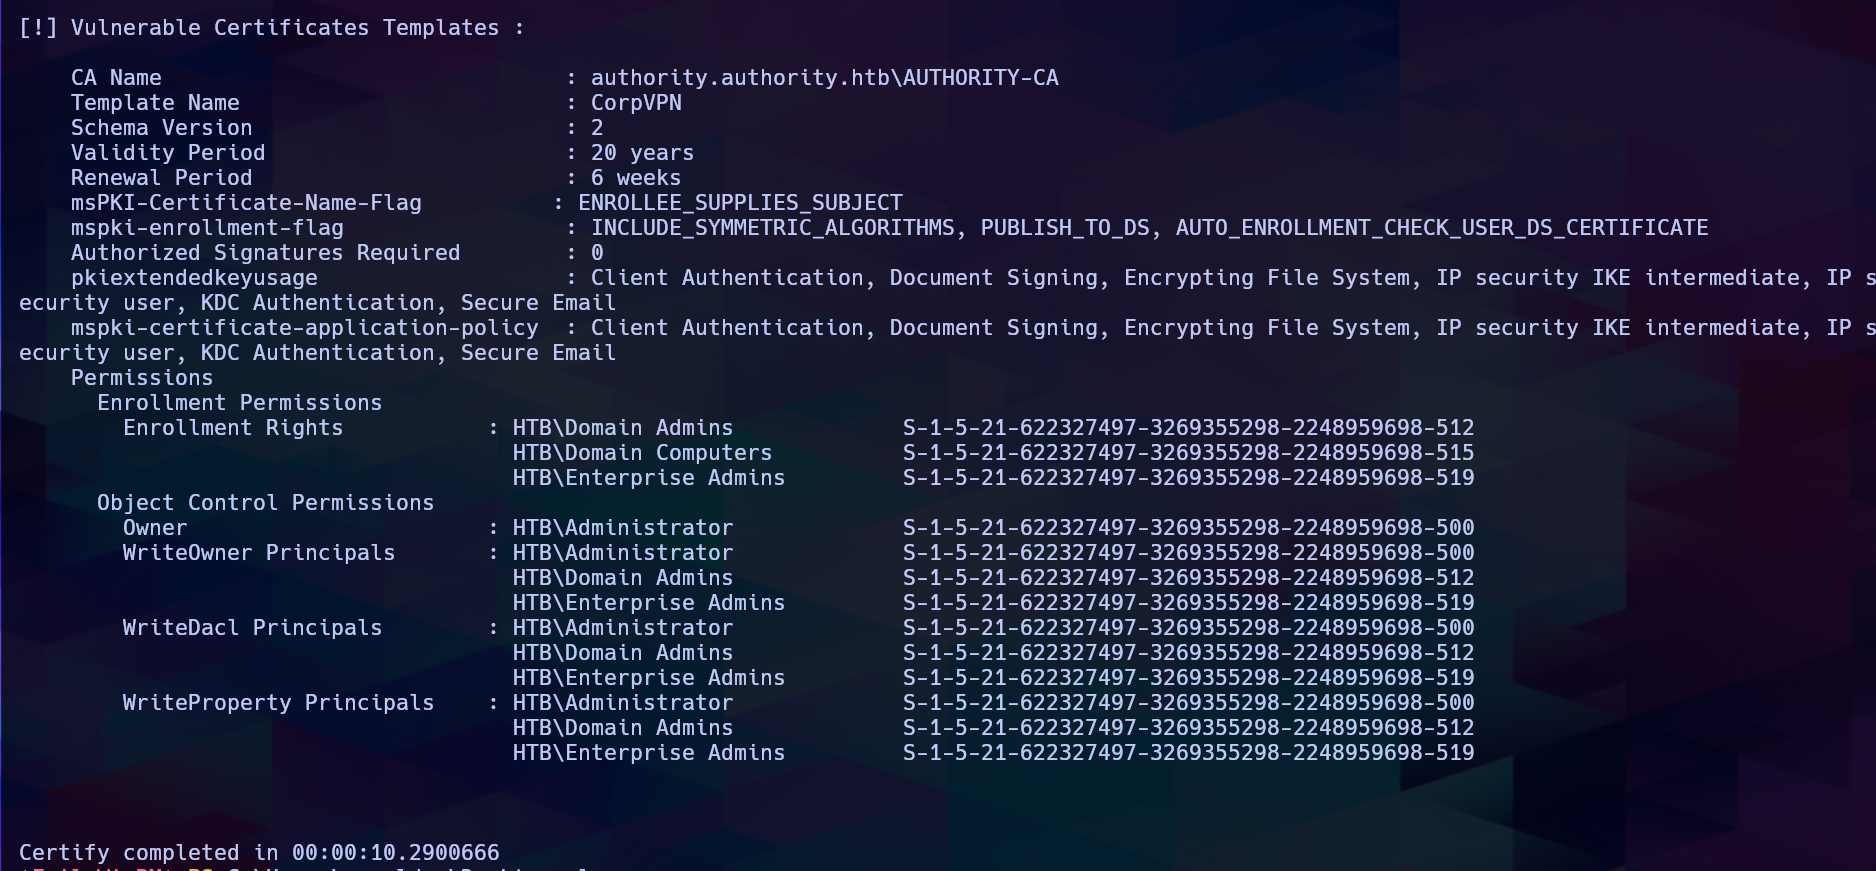 [!] Vulnerable Certificates Templates :
CA Name : authority.authority.htb\AUTHORITY-CA
Template Name : CorpVPN
Schema Version : 2
Validity Period : 20 years
Renewal Period : 6 weeks
msPKI-Certificate-Name-Flag : ENROLLEE_SUPPLIES_SUBJECT
mspki-enrollment-flag : INCLUDE_SYMMETRIC_ALGORITHMS, PUBLISH_TO_DS, AUTO_ENROLLMENT_CHECK_USER_DS_CERTIFICATE
Authorized Signatures Required : 0
pkiextendedkeyusage : Client Authentication, Document Signing, Encrypting File System, IP security IKE intermediate, IP s
ecurity user, KDC Authentication, Secure Email
mspki-certificate-application-policy : Client Authentication, Document Signing, Encrypting File System, IP security IKE intermediate, IP s
ecurity user, KDC Authentication, Secure Email
Permissions
Enrollment Permissions
Enrollment Rights : HTB\Domain Admins S-1-5-21-622327497-3269355298-2248959698-512
HTB\Domain Computers S-1-5-21-622327497-3269355298-2248959698-515
HTB\Enterprise Admins S-1-5-21-622327497-3269355298-2248959698-519
Object Control Permissions
Owner : HTB\Administrator S-1-5-21-622327497-3269355298-2248959698-500
WriteOwner Principals : HTB\Administrator S-1-5-21-622327497-3269355298-2248959698-500
HTB\Domain Admins S-1-5-21-622327497-3269355298-2248959698-512
HTB\Enterprise Admins S-1-5-21-622327497-3269355298-2248959698-519
WriteDacl Principals : HTB\Administrator S-1-5-21-622327497-3269355298-2248959698-500
HTB\Domain Admins S-1-5-21-622327497-3269355298-2248959698-512
HTB\Enterprise Admins S-1-5-21-622327497-3269355298-2248959698-519
WriteProperty Principals : HTB\Administrator S-1-5-21-622327497-3269355298-2248959698-500
HTB\Domain Admins S-1-5-21-622327497-3269355298-2248959698-512
HTB\Enterprise Admins S-1-5-21-622327497-3269355298-2248959698-519
Certify completed in 00:00:10.2900666